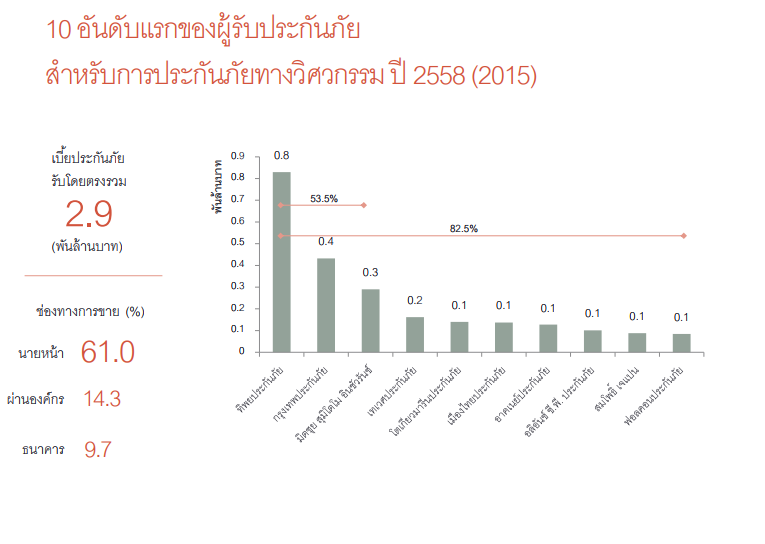 10 อันดับแรกของผู้รับประกันภัย
สำหรับการประกันภัยทางวิศวกรรม ปี 2558 (2015)
เบี้ยประกันภัย
รับโดยตรงรวม
2.9
(พันล้านบาท)
ช่องทางการขาย (%)
นายหน้า 61.0
ผ่านองค์กร 14.3
ธนาคาร 9.7
พันล้านบาท
0.9
0.8
0.7
0.6
0.5
0.4
0.3
0.2
0.1
0
0.8
0.4
0.3
0.2
0.1
0.1
0.1
0.1
0.1
0.1
53.5%
82.5%
ทิพยประกันภัย
กรุงเทพประกันภัย
มิตซุย สุมิโตโม อินชัวรันซ์
เทเวศประกันภัย
โตเกียวมารีนประกันภัย
เมืองไทยประกันภัย
อาคเนย์ประกันภัย
อลิอันซ์ ซี.พี. ประกันภัย
สมโพธิ์ เจแปน
ฟอลคอนประกันภัย